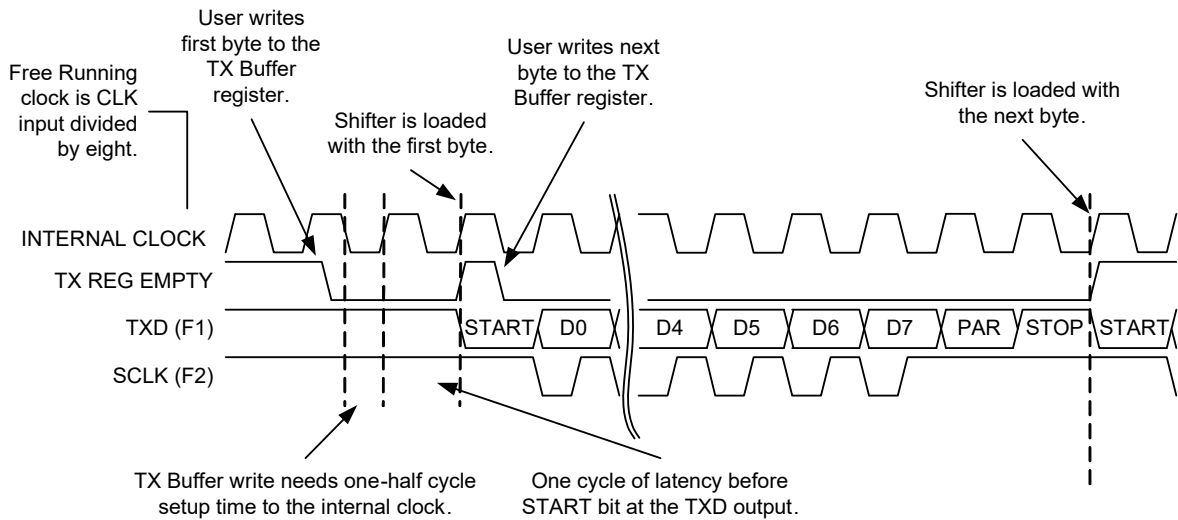 User writes
first byte to the
TX Buffer
register.
User writes next
byte to the TX
Buffer register.
Free Running
clock is CLK
input divided
by eight.
Shifter is loaded
with the first byte.
Shifter is loaded with
the next byte.
INTERNAL CLOCK
TX REG EMPTY
TXD (F1)
START
D0
D4
D5
D6
D7
PAR
STOP
START
SCLK (F2)
TX Buffer write needs one-half cycle
setup time to the internal clock.
One cycle of latency before
START bit at the TXD output.